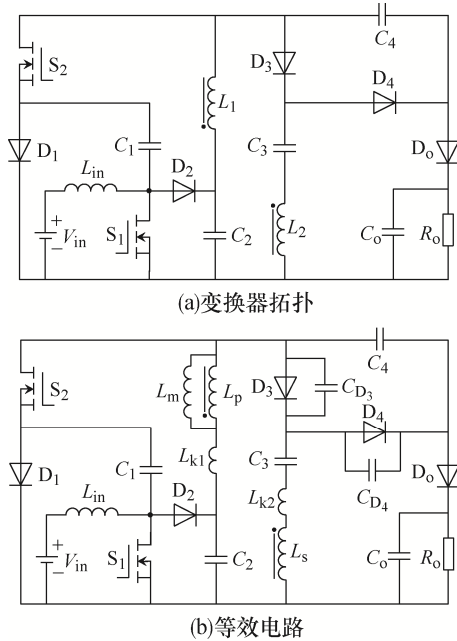 C4
S2
D3
L1
D4
D1
C1
C3
Do
Lin
D2
+
Vin
−
S1
C2
L2
Co
Ro
(a)变换器拓扑
C4
S2
Lm
Lp
D3
CD3
D4
D1
C1
Lk1
C3
Do
Lin
D2
CD4
Lk2
+
Vin
−
S1
C2
Ls
Co
Ro
(b)等效电路